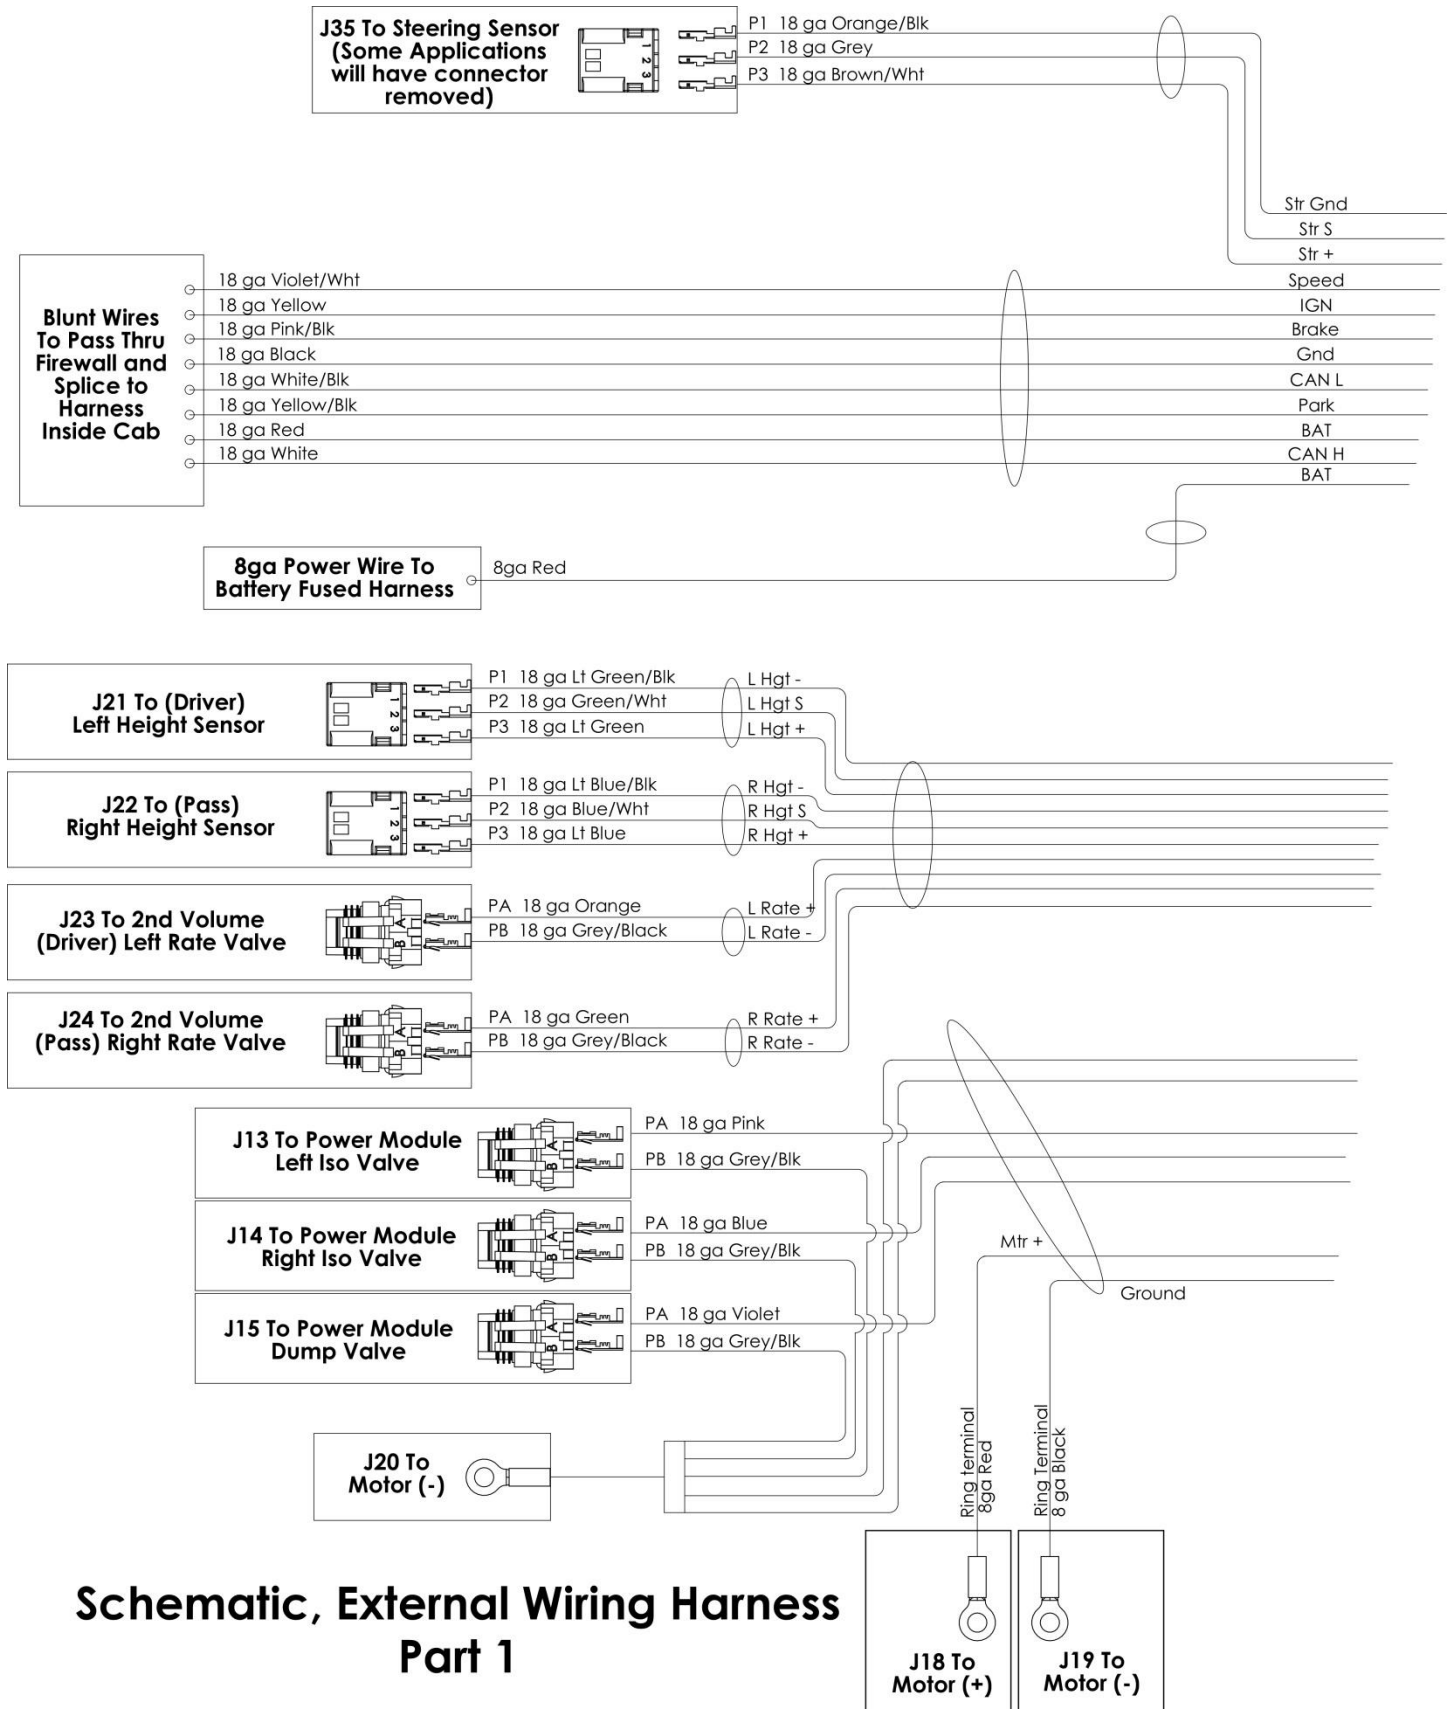 J35 To Steering Sensor
(Some Applications
will have connector
removed)
1
2
3
P1 18 ga Orange/Blk
P2 18 ga Grey
P3 18 ga Brown/Wht
Str Gnd
Str S
Str +
Blunt Wires
To Pass Thru
Firewall and
Splice to
Harness
Inside Cab
18 ga Violet/Wht
18 ga Yellow
18 ga Pink/Blk
18 ga Black
18 ga White/Blk
18 ga Yellow/Blk
18 ga Red
18 ga White
Speed
IGN
Brake
Gnd
CAN L
Park
BAT
CAN H
BAT
8ga Power Wire To
Battery Fused Harness
8ga Red
J21 To (Driver)
Left Height Sensor
1
2
3
P1 18 ga Lt Green/Blk
P2 18 ga Green/Wht
P3 18 ga Lt Green
L Hgt -
L Hgt S
L Hgt +
J22 To (Pass)
Right Height Sensor
1
2
3
P1 18 ga Lt Blue/Blk
P2 18 ga Blue/Wht
P3 18 ga Lt Blue
R Hgt -
R Hgt S
R Hgt +
J23 To 2nd Volume
(Driver) Left Rate Valve
A
B
PA 18 ga Orange
PB 18 ga Grey/Black
L Rate +
L Rate -
J24 To 2nd Volume
(Pass) Right Rate Valve
A
B
PA 18 ga Green
PB 18 ga Grey/Black
R Rate +
R Rate -
J13 To Power Module
Left Iso Valve
A
B
PA 18 ga Pink
PB 18 ga Grey/Blk
J14 To Power Module
Right Iso Valve
A
B
PA 18 ga Blue
PB 18 ga Grey/Blk
J15 To Power Module
Dump Valve
A
B
PA 18 ga Violet
PB 18 ga Grey/Blk
Mtr +
Ground
J20 To
Motor (-)
Ring terminal
8ga Red
Ring Terminal
8 ga Black
J18 To
Motor (+)
J19 To
Motor (-)
Schematic, External Wiring Harness
Part 1